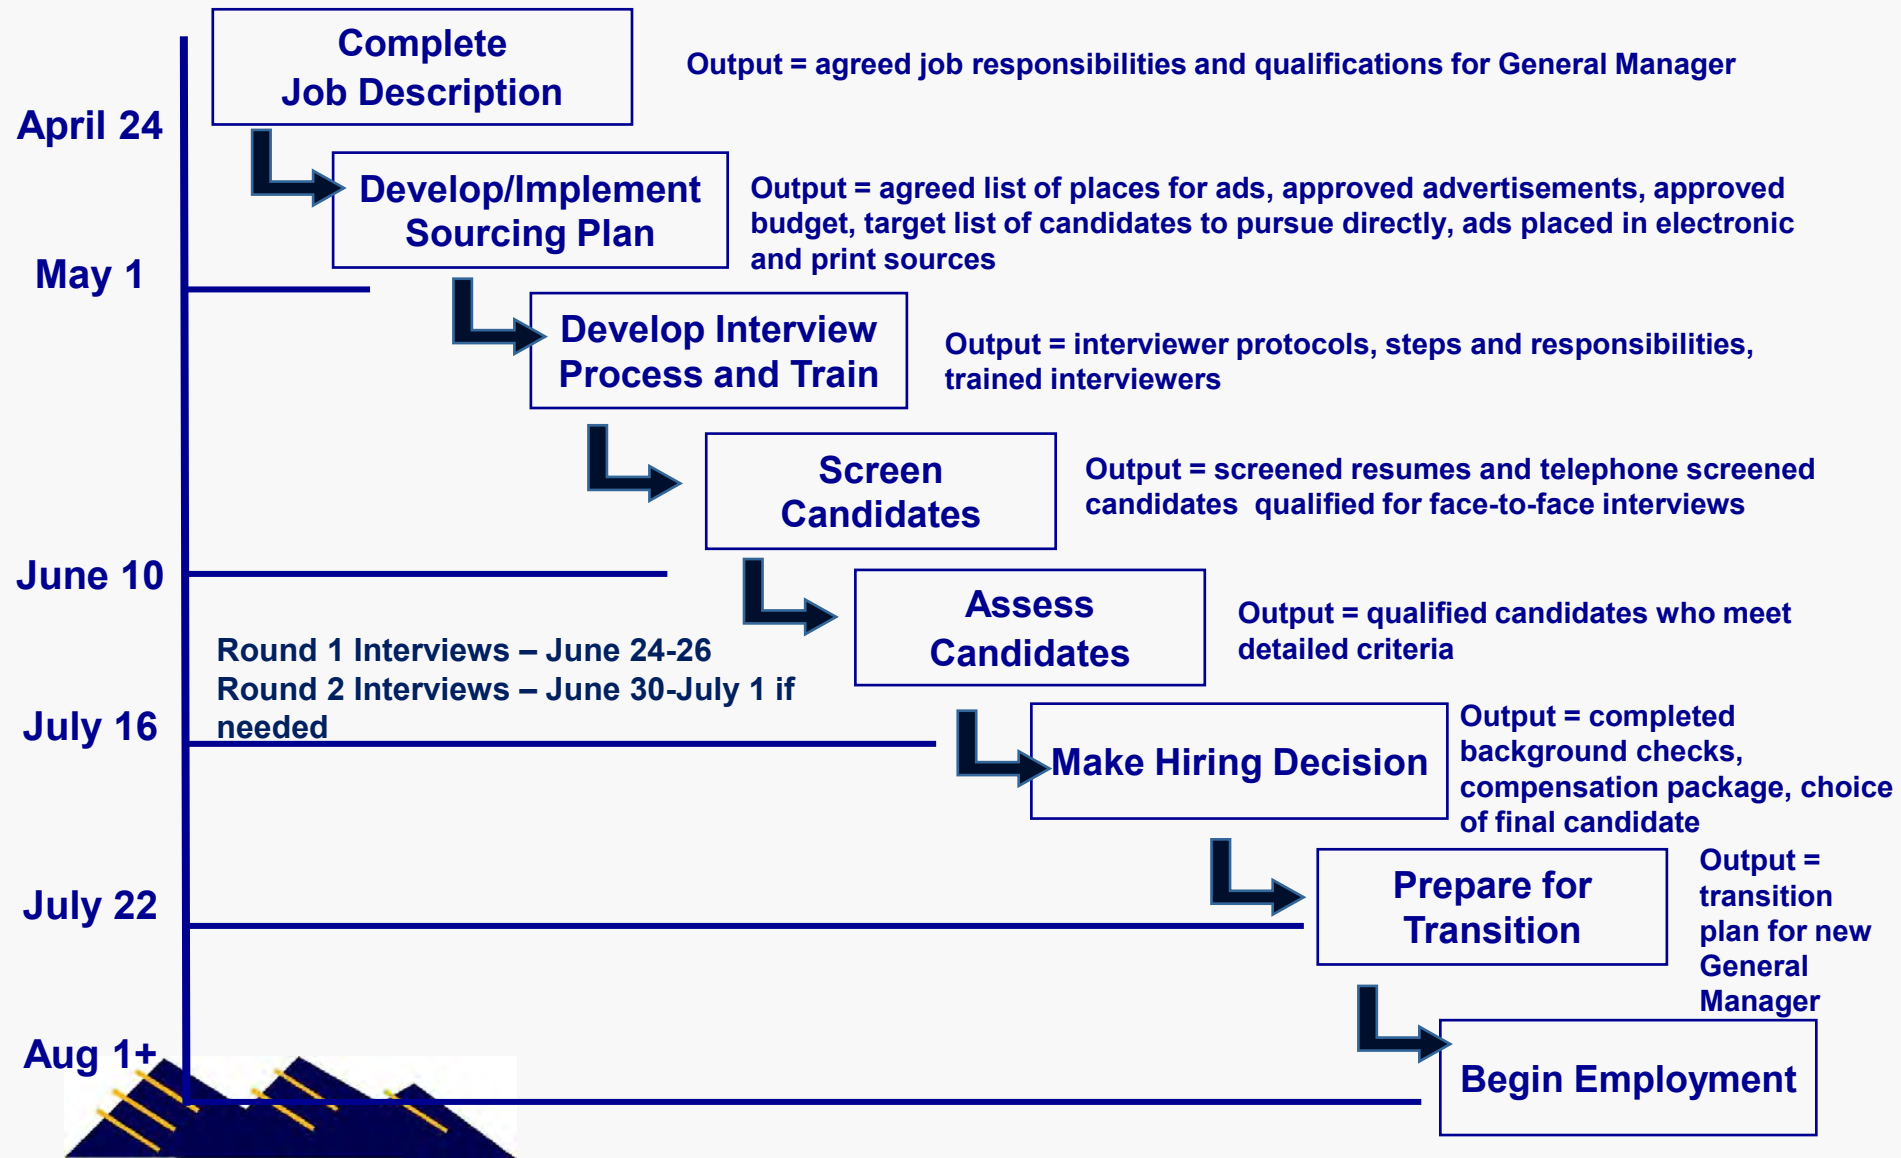 Complete
Job Description
Output = agreed job responsibilities and qualifications for General Manager
April 24
Develop/Implement
Sourcing Plan
Output = agreed list of places for ads, approved advertisements, approved
budget, target list of candidates to pursue directly, ads placed in electronic
and print sources
May 1
Develop Interview
Process and Train
Output = interviewer protocols, steps and responsibilities,
trained interviewers
Screen
Candidates
Output = screened resumes and telephone screened
candidates  qualified for face-to-face interviews
June 10
Assess
Candidates
Output = qualified candidates who meet
detailed criteria
Round 1 Interviews – June 24-26
Round 2 Interviews – June 30-July 1 if
needed
July 16
Make Hiring Decision
Output = completed
background checks,
compensation package, choice
of final candidate
July 22
Prepare for
Transition
Output =
transition
plan for new
General
Manager
Aug 1+
Begin Employment